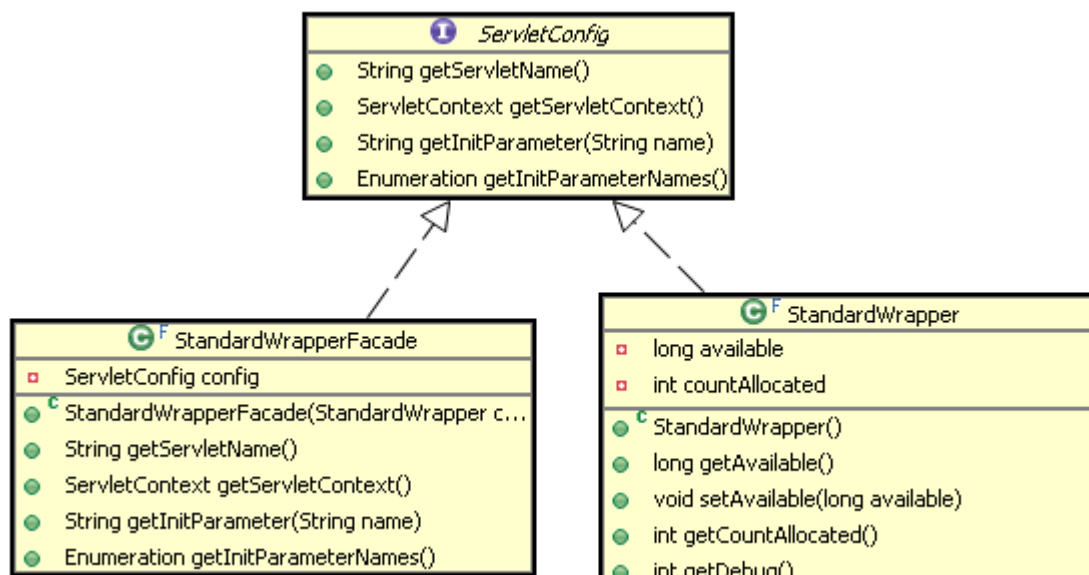 ServletConfig
String getServletName()
ServletContext getServletContext()
String getInitParameter(String name)
Enumeration getInitParameterNames()
StandardWrapperFacade
ServletConfig config
StandardWrapperFacade(StandardWrapper c...
String getServletName()
ServletContext getServletContext()
String getInitParameter(String name)
Enumeration getInitParameterNames()
StandardWrapper
long available
int countAllocated
StandardWrapper()
long getAvailable()
void setAvailable(long available)
int getCountAllocated()
int getDebug()